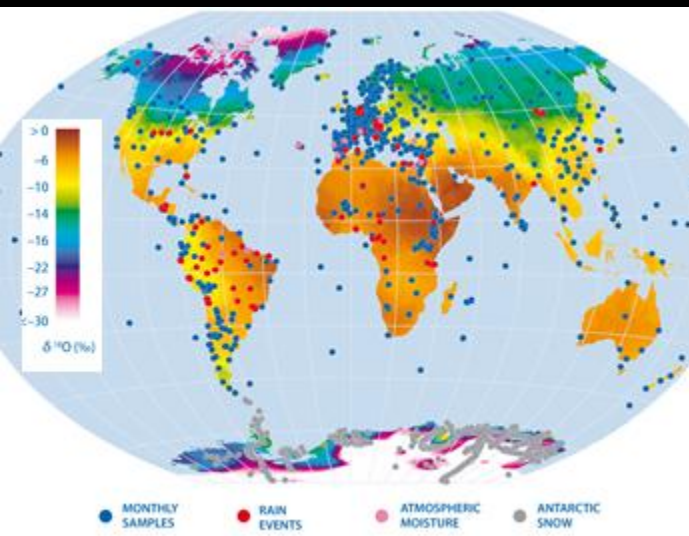 > 0
–6
–10
–14
–16
–22
–27
<–30
δ ¹⁸O (‰)
MONTHLY
SAMPLES
RAIN
EVENTS
ATMOSPHERIC
MOISTURE
ANTARCTIC
SNOW